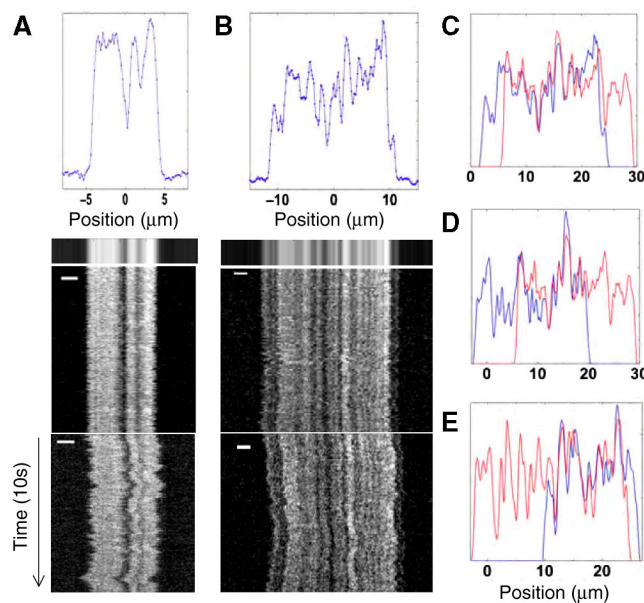 A
B
C
−5 0 5
Position (μm)
−10 0 10
Position (μm)
0 10 20 30
D
0 10 20 30
E
0 10 20
Position (μm)
Time (10s)